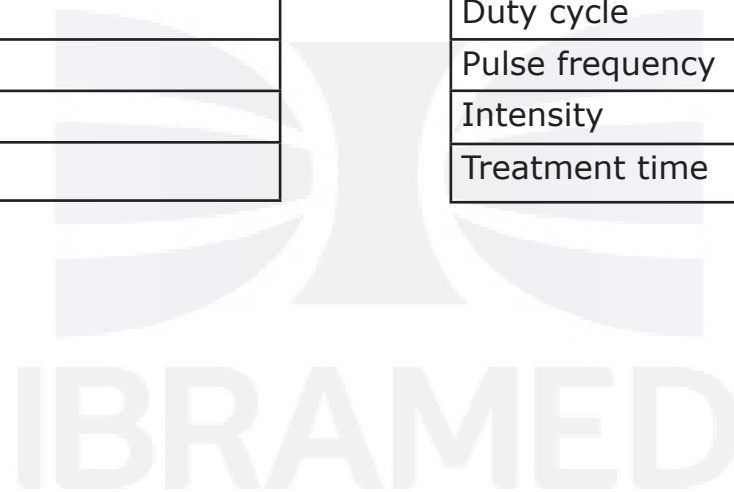 Duty cycle
Pulse frequency
Intensity
Treatment time
IBRAMED